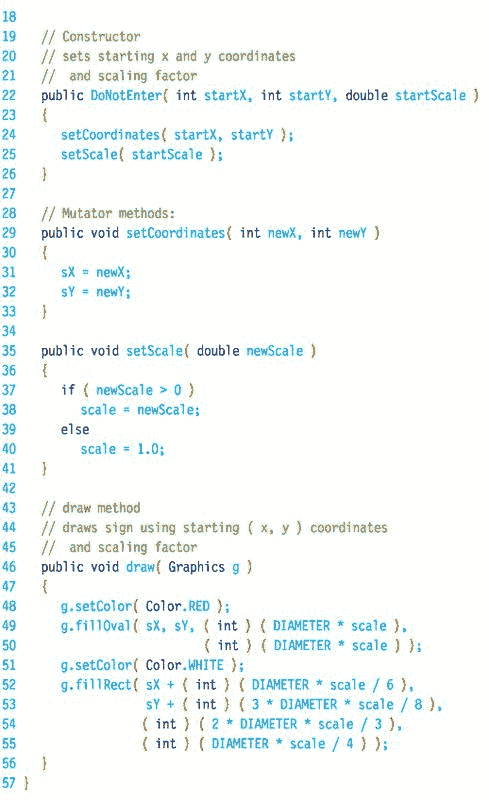 18
19 // Constructor
20 // sets starting x and y coordinates
21 //  and scaling factor
22 public DoNotEnter( int startX, int startY, double startScale )
23 {
24   setCoordinates( startX, startY );
25   setScale( startScale );
26 }
27
28 // Mutator methods:
29 public void setCoordinates( int newX, int newY )
30 {
31   sX = newX;
32   sY = newY;
33 }
34
35 public void setScale( double newScale )
36 {
37   if ( newScale > 0 )
38     scale = newScale;
39   else
40     scale = 1.0;
41 }
42
43 // draw method
44 // draws sign using starting ( x, y ) coordinates
45 //  and scaling factor
46 public void draw( Graphics g )
47 {
48   g.setColor( Color.RED );
49   g.fillOval( sX, sY, ( int ) ( DIAMETER * scale ),
50                       ( int ) ( DIAMETER * scale ) );
51   g.setColor( Color.WHITE );
52   g.fillRect( sX + ( int ) ( DIAMETER * scale / 6 ),
53               sY + ( int ) ( 3 * DIAMETER * scale / 8 ),
54               ( int ) ( 2 * DIAMETER * scale / 3 ),
55               ( int ) ( DIAMETER * scale / 4 ) );
56 }
57 }